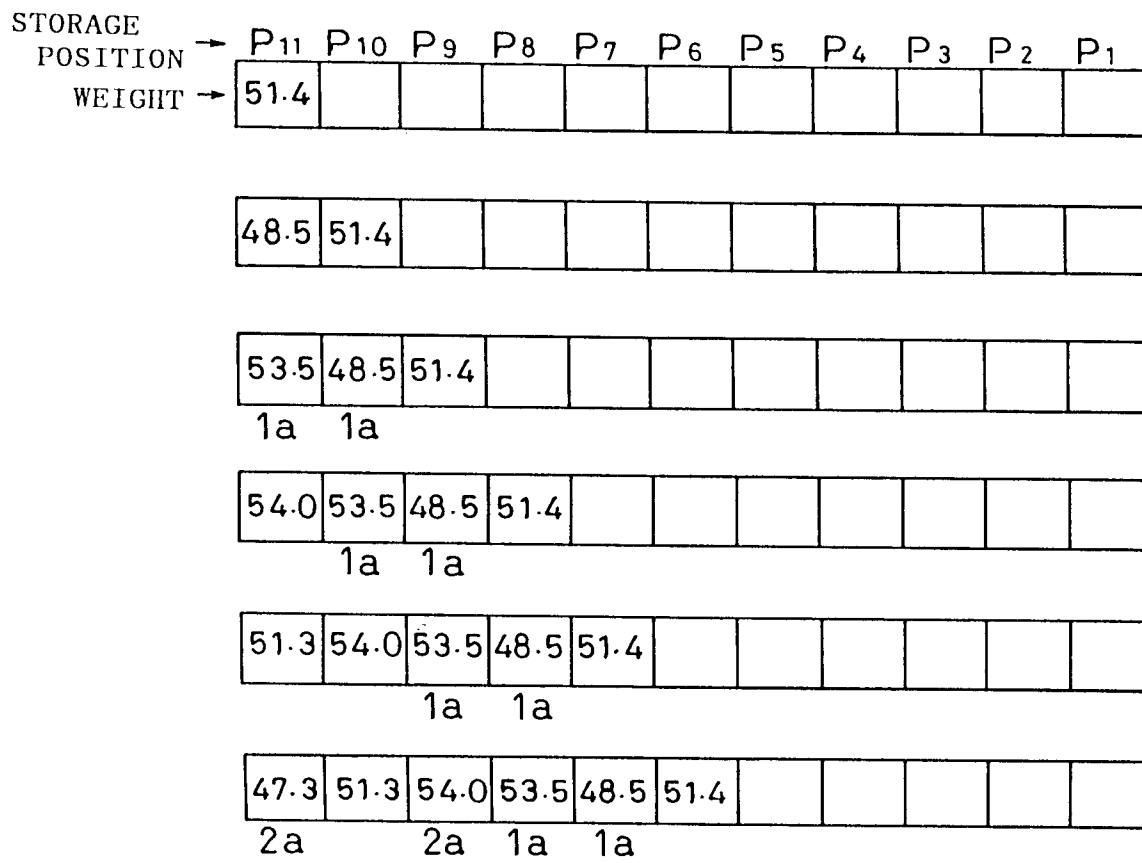 STORAGE
POSITION → P11 P10 P9 P8 P7 P6 P5 P4 P3 P2 P1
WEIGHT → 51.4
48.5 51.4
53.5 48.5 51.4
1a 1a
54.0 53.5 48.5 51.4
1a 1a
51.3 54.0 53.5 48.5 51.4
1a 1a
47.3 51.3 54.0 53.5 48.5 51.4
2a 2a 1a 1a